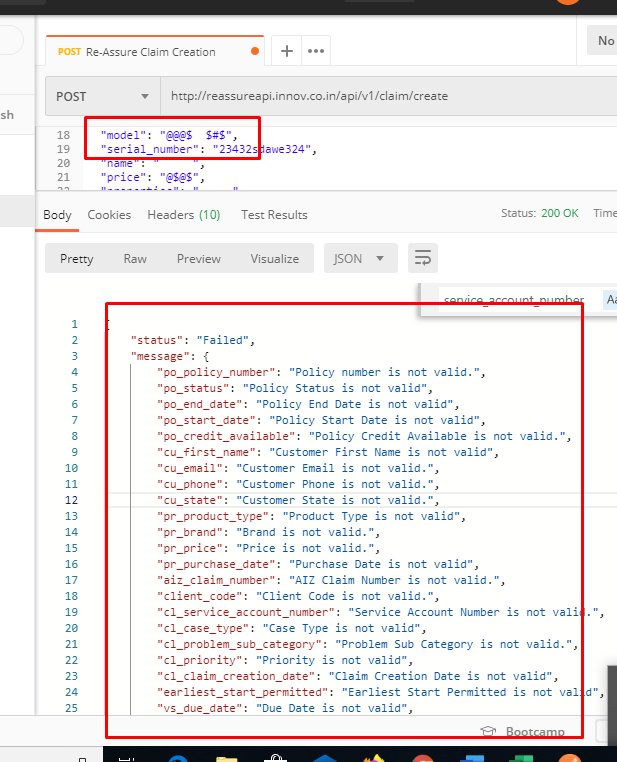 POST Re-Assure Claim Creation
No
sh
POST http://reassureapi.innov.co.in/api/v1/claim/create
18 "model": "@@@$ $#$",
19 "serial_number": "23432sdawe324",
20 "name": "
21 "price": "@$@$",
Body Cookies Headers (10) Test Results Status: 200 OK Time
Pretty Raw Preview Visualize JSON
service_account_number Aa
1
2 "status": "Failed",
3 "message": {
4 "po_policy_number": "Policy number is not valid.",
5 "po_status": "Policy Status is not valid",
6 "po_end_date": "Policy End Date is not valid",
7 "po_start_date": "Policy Start Date is not valid",
8 "po_credit_available": "Policy Credit Available is not valid.",
9 "cu_first_name": "Customer First Name is not valid",
10 "cu_email": "Customer Email is not valid.",
11 "cu_phone": "Customer Phone is not valid.",
12 "cu_state": "Customer State is not valid.",
13 "pr_product_type": "Product Type is not valid",
14 "pr_brand": "Brand is not valid.",
15 "pr_price": "Price is not valid.",
16 "pr_purchase_date": "Purchase Date is not valid",
17 "aiz_claim_number": "AIZ Claim Number is not valid.",
18 "client_code": "Client Code is not valid.",
19 "cl_service_account_number": "Service Account Number is not valid.",
20 "cl_case_type": "Case Type is not valid",
21 "cl_problem_sub_category": "Problem Sub Category is not valid.",
22 "cl_priority": "Priority is not valid",
23 "cl_claim_creation_date": "Claim Creation Date is not valid",
24 "earliest_start_permitted": "Earliest Start Permitted is not valid",
25 "vs_due_date": "Due Date is not valid",
Bootcamp